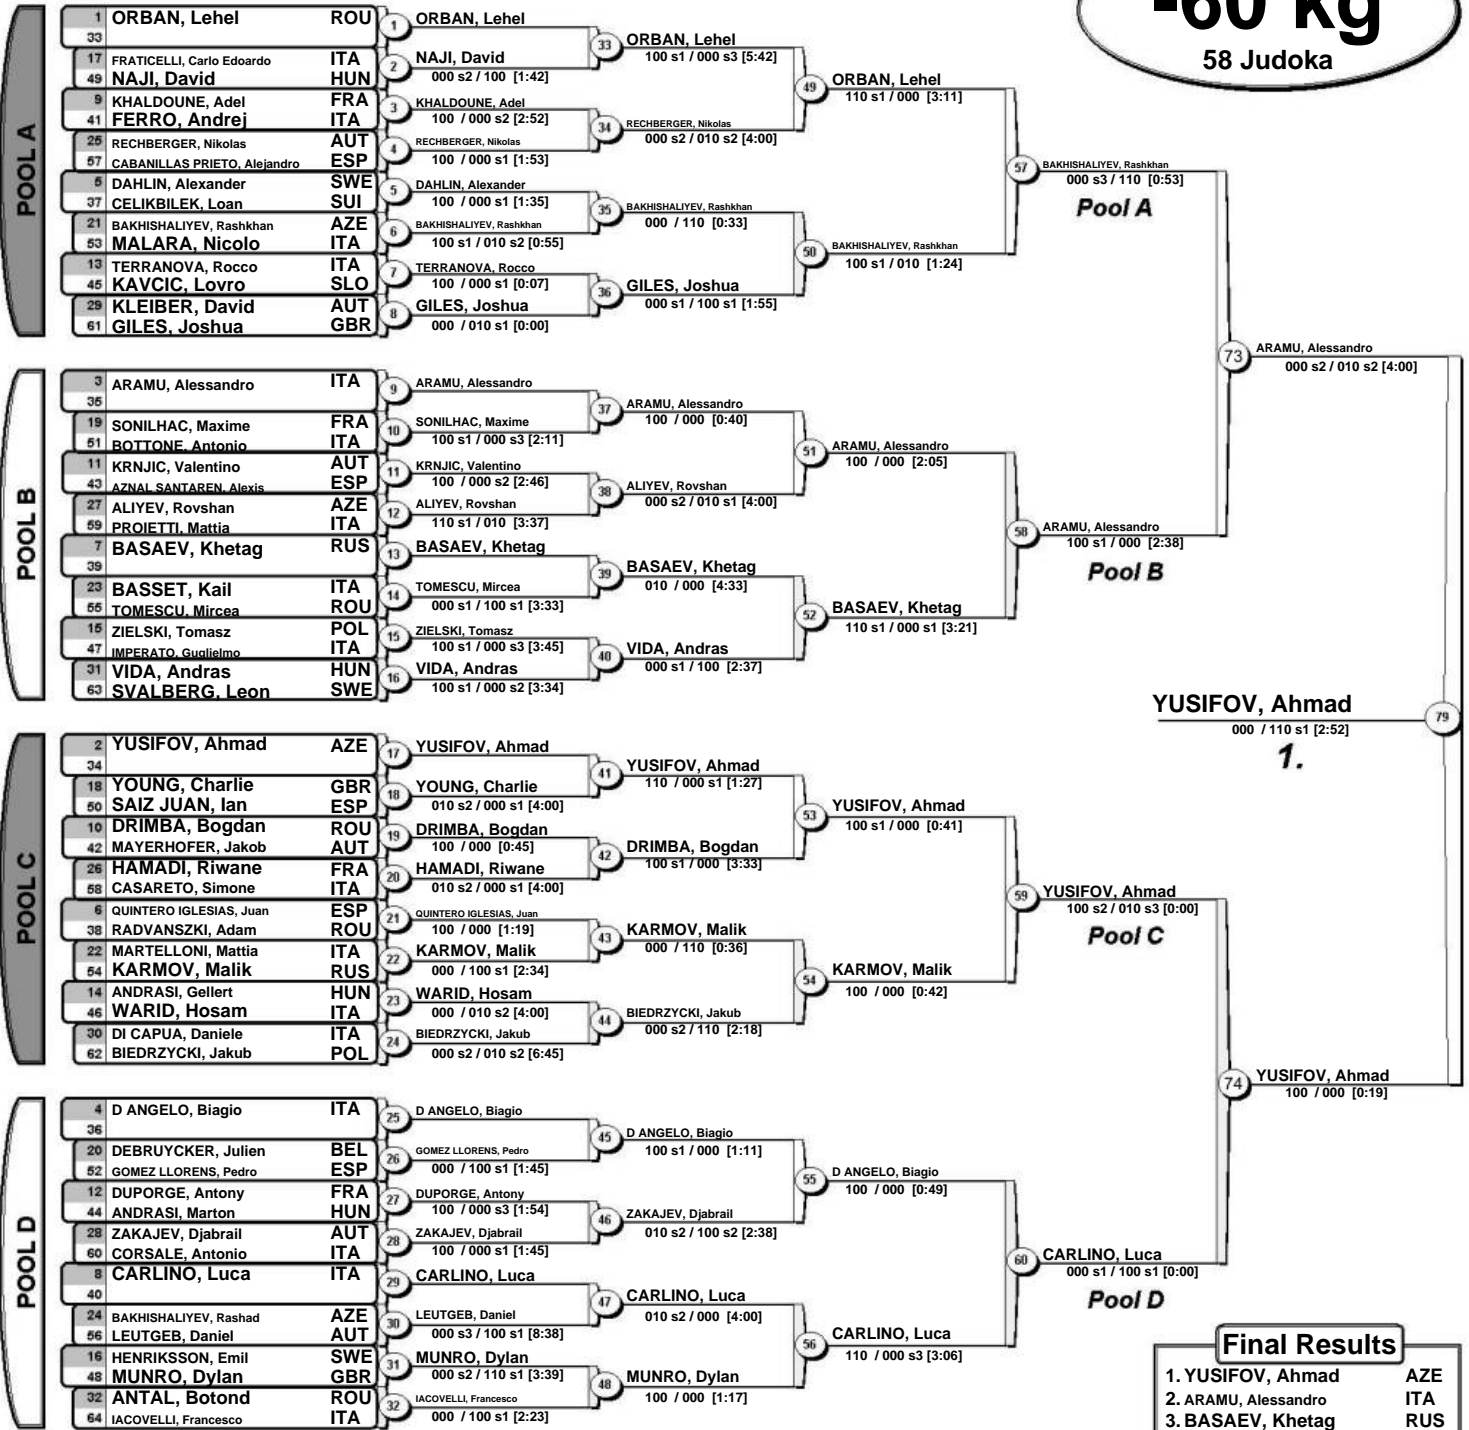 -60 kg
58 Judoka
POOL A
1 ORBAN, Lehel ROU
33
17 FRATICELLI, Carlo Edoardo ITA
49 NAJI, David HUN
9 KHALDOUNE, Adel FRA
41 FERRO, Andrej ITA
25 RECHBERGER, Nikolas AUT
57 CABANILLAS PRIETO, Alejandro ESP
5 DAHLIN, Alexander SWE
37 CELIKBILEK, Loan SUI
21 BAKHISHALIYEV, Rashkhan AZE
53 MALARA, Nicolo ITA
13 TERRANOVA, Rocco ITA
45 KAVCIC, Lovro SLO
29 KLEIBER, David AUT
61 GILES, Joshua GBR
1 ORBAN, Lehel
2 NAJI, David
000 s2 / 100 [1:42]
3 KHALDOUNE, Adel
100 / 000 s2 [2:52]
4 RECHBERGER, Nikolas
100 / 000 s1 [1:53]
5 DAHLIN, Alexander
100 / 000 s1 [1:35]
6 BAKHISHALIYEV, Rashkhan
100 s1 / 010 s2 [0:55]
7 TERRANOVA, Rocco
100 / 000 s1 [0:07]
8 GILES, Joshua
000 / 010 s1 [0:00]
33 ORBAN, Lehel
100 s1 / 000 s3 [5:42]
34 RECHBERGER, Nikolas
000 s2 / 010 s2 [4:00]
35 BAKHISHALIYEV, Rashkhan
000 / 110 [0:33]
36 GILES, Joshua
000 s1 / 100 s1 [1:55]
49 ORBAN, Lehel
110 s1 / 000 [3:11]
50 BAKHISHALIYEV, Rashkhan
100 s1 / 010 [1:24]
57 BAKHISHALIYEV, Rashkhan
000 s3 / 110 [0:53]
Pool A
POOL B
3 ARAMU, Alessandro ITA
35
19 SONILHAC, Maxime FRA
51 BOTTONE, Antonio ITA
11 KRNJIC, Valentino AUT
43 AZNAL SANTAREN, Alexis ESP
27 ALIYEV, Rovshan AZE
59 PROIETTI, Mattia ITA
7 BASAEV, Khetag RUS
39
23 BASSET, Kail ITA
55 TOMESCU, Mircea ROU
15 ZIELSKI, Tomasz POL
47 IMPERATO, Guglielmo ITA
31 VIDA, Andras HUN
63 SVALBERG, Leon SWE
9 ARAMU, Alessandro
10 SONILHAC, Maxime
100 s1 / 000 s3 [2:11]
11 KRNJIC, Valentino
100 / 000 s2 [2:46]
12 ALIYEV, Rovshan
110 s1 / 010 [3:37]
13 BASAEV, Khetag
14 TOMESCU, Mircea
000 s1 / 100 s1 [3:33]
15 ZIELSKI, Tomasz
100 s1 / 000 s3 [3:45]
16 VIDA, Andras
100 s1 / 000 s2 [3:34]
37 ARAMU, Alessandro
100 / 000 [0:40]
38 ALIYEV, Rovshan
000 s2 / 010 s1 [4:00]
39 BASAEV, Khetag
010 / 000 [4:33]
40 VIDA, Andras
000 s1 / 100 [2:37]
51 ARAMU, Alessandro
100 / 000 [2:05]
52 BASAEV, Khetag
110 s1 / 000 s1 [3:21]
58 ARAMU, Alessandro
100 s1 / 000 [2:38]
Pool B
73 ARAMU, Alessandro
000 s2 / 010 s2 [4:00]
YUSIFOV, Ahmad 79
000 / 110 s1 [2:52]
1.
POOL C
2 YUSIFOV, Ahmad AZE
34
18 YOUNG, Charlie GBR
50 SAIZ JUAN, Ian ESP
10 DRIMBA, Bogdan ROU
42 MAYERHOFER, Jakob AUT
26 HAMADI, Riwane FRA
58 CASARETO, Simone ITA
6 QUINTERO IGLESIAS, Juan ESP
38 RADVANSZKI, Adam ROU
22 MARTELLONI, Mattia ITA
54 KARMOV, Malik RUS
14 ANDRASI, Gellert HUN
46 WARID, Hosam ITA
30 DI CAPUA, Daniele ITA
62 BIEDRZYCKI, Jakub POL
17 YUSIFOV, Ahmad
18 YOUNG, Charlie
010 s2 / 000 s1 [4:00]
19 DRIMBA, Bogdan
100 / 000 [0:45]
20 HAMADI, Riwane
010 s2 / 000 s1 [4:00]
21 QUINTERO IGLESIAS, Juan
100 / 000 [1:19]
22 KARMOV, Malik
000 / 100 s1 [2:34]
23 WARID, Hosam
000 / 010 s2 [4:00]
24 BIEDRZYCKI, Jakub
000 s2 / 010 s2 [6:45]
41 YUSIFOV, Ahmad
110 / 000 s1 [1:27]
42 DRIMBA, Bogdan
100 s1 / 000 [3:33]
43 KARMOV, Malik
000 / 110 [0:36]
44 BIEDRZYCKI, Jakub
000 s2 / 110 [2:18]
53 YUSIFOV, Ahmad
100 s1 / 000 [0:41]
54 KARMOV, Malik
100 / 000 [0:42]
59 YUSIFOV, Ahmad
100 s2 / 010 s3 [0:00]
Pool C
74 YUSIFOV, Ahmad
100 / 000 [0:19]
POOL D
4 D ANGELO, Biagio ITA
36
20 DEBRUYCKER, Julien BEL
52 GOMEZ LLORENS, Pedro ESP
12 DUPORGE, Antony FRA
44 ANDRASI, Marton HUN
28 ZAKAJEV, Djabrail AUT
60 CORSALE, Antonio ITA
8 CARLINO, Luca ITA
40
24 BAKHISHALIYEV, Rashad AZE
56 LEUTGEB, Daniel AUT
16 HENRIKSSON, Emil SWE
48 MUNRO, Dylan GBR
32 ANTAL, Botond ROU
64 IACOVELLI, Francesco ITA
25 D ANGELO, Biagio
26 GOMEZ LLORENS, Pedro
000 / 100 s1 [1:45]
27 DUPORGE, Antony
100 / 000 s3 [1:54]
28 ZAKAJEV, Djabrail
100 / 000 s1 [1:45]
29 CARLINO, Luca
30 LEUTGEB, Daniel
000 s3 / 100 s1 [8:38]
31 MUNRO, Dylan
000 s2 / 110 s1 [3:39]
32 IACOVELLI, Francesco
000 / 100 s1 [2:23]
45 D ANGELO, Biagio
100 s1 / 000 [1:11]
46 ZAKAJEV, Djabrail
010 s2 / 100 s2 [2:38]
47 CARLINO, Luca
010 s2 / 000 [4:00]
48 MUNRO, Dylan
100 / 000 [1:17]
55 D ANGELO, Biagio
100 / 000 [0:49]
56 CARLINO, Luca
110 / 000 s3 [3:06]
60 CARLINO, Luca
000 s1 / 100 s1 [0:00]
Pool D
Final Results
1. YUSIFOV, Ahmad AZE
2. ARAMU, Alessandro ITA
3. BASAEV, Khetag RUS